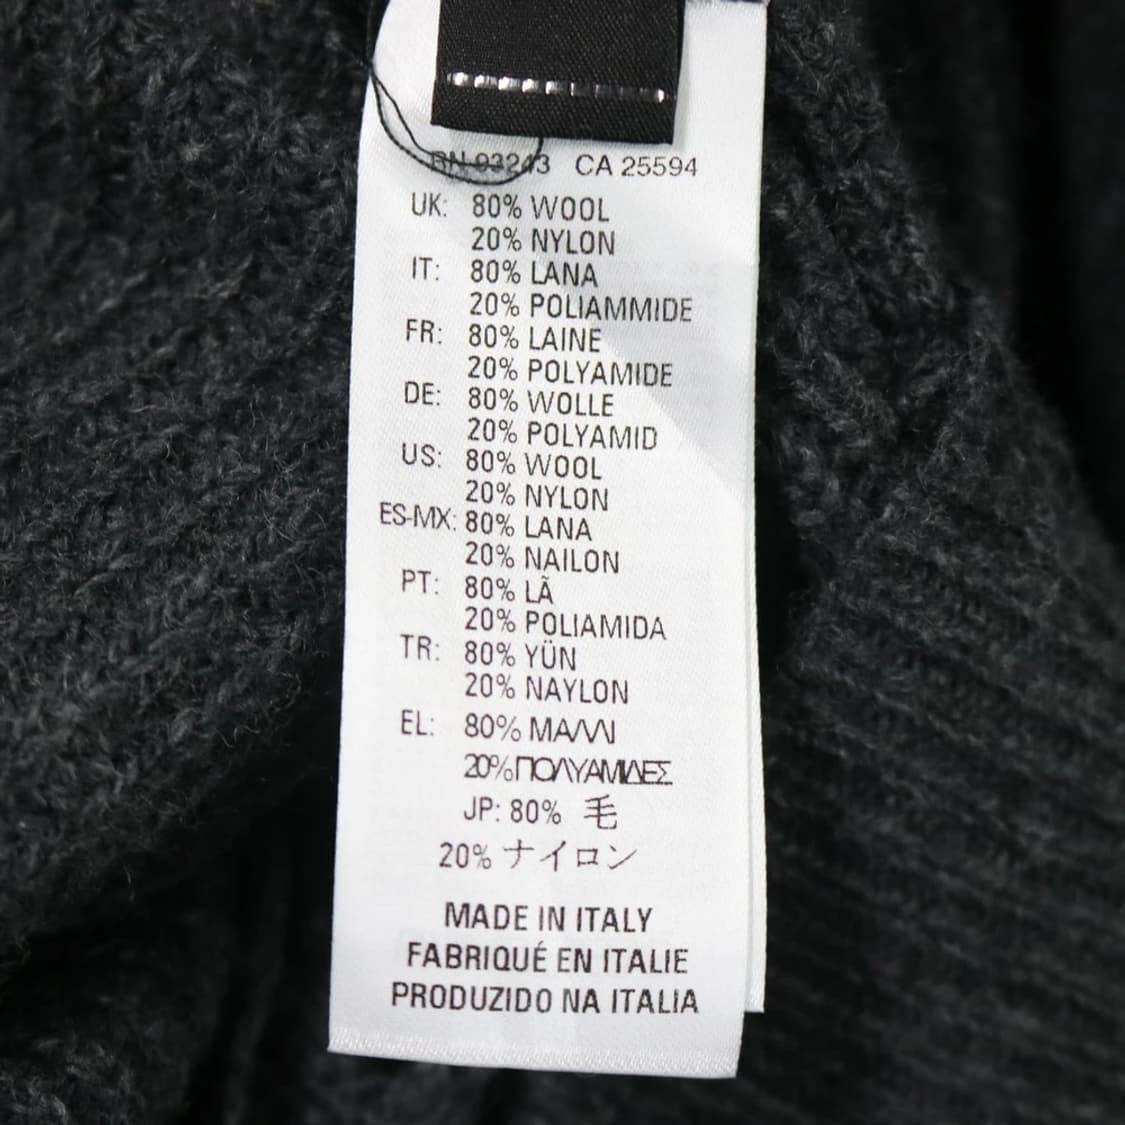 RN 93243 CA 25594
UK: 80% WOOL
20% NYLON
IT: 80% LANA
20% POLIAMMIDE
FR: 80% LAINE
20% POLYAMIDE
DE: 80% WOLLE
20% POLYAMID
US: 80% WOOL
20% NYLON
ES-MX: 80% LANA
20% NAILON
PT: 80% LÃ
20% POLIAMIDA
TR: 80% YÜN
20% NAYLON
EL: 80% ΜΑΛΛΙ
20% ΠΟΛΥΑΜΙΔΕΣ
JP: 80% 毛
20% ナイロン
MADE IN ITALY
FABRIQUÉ EN ITALIE
PRODUZIDO NA ITALIA